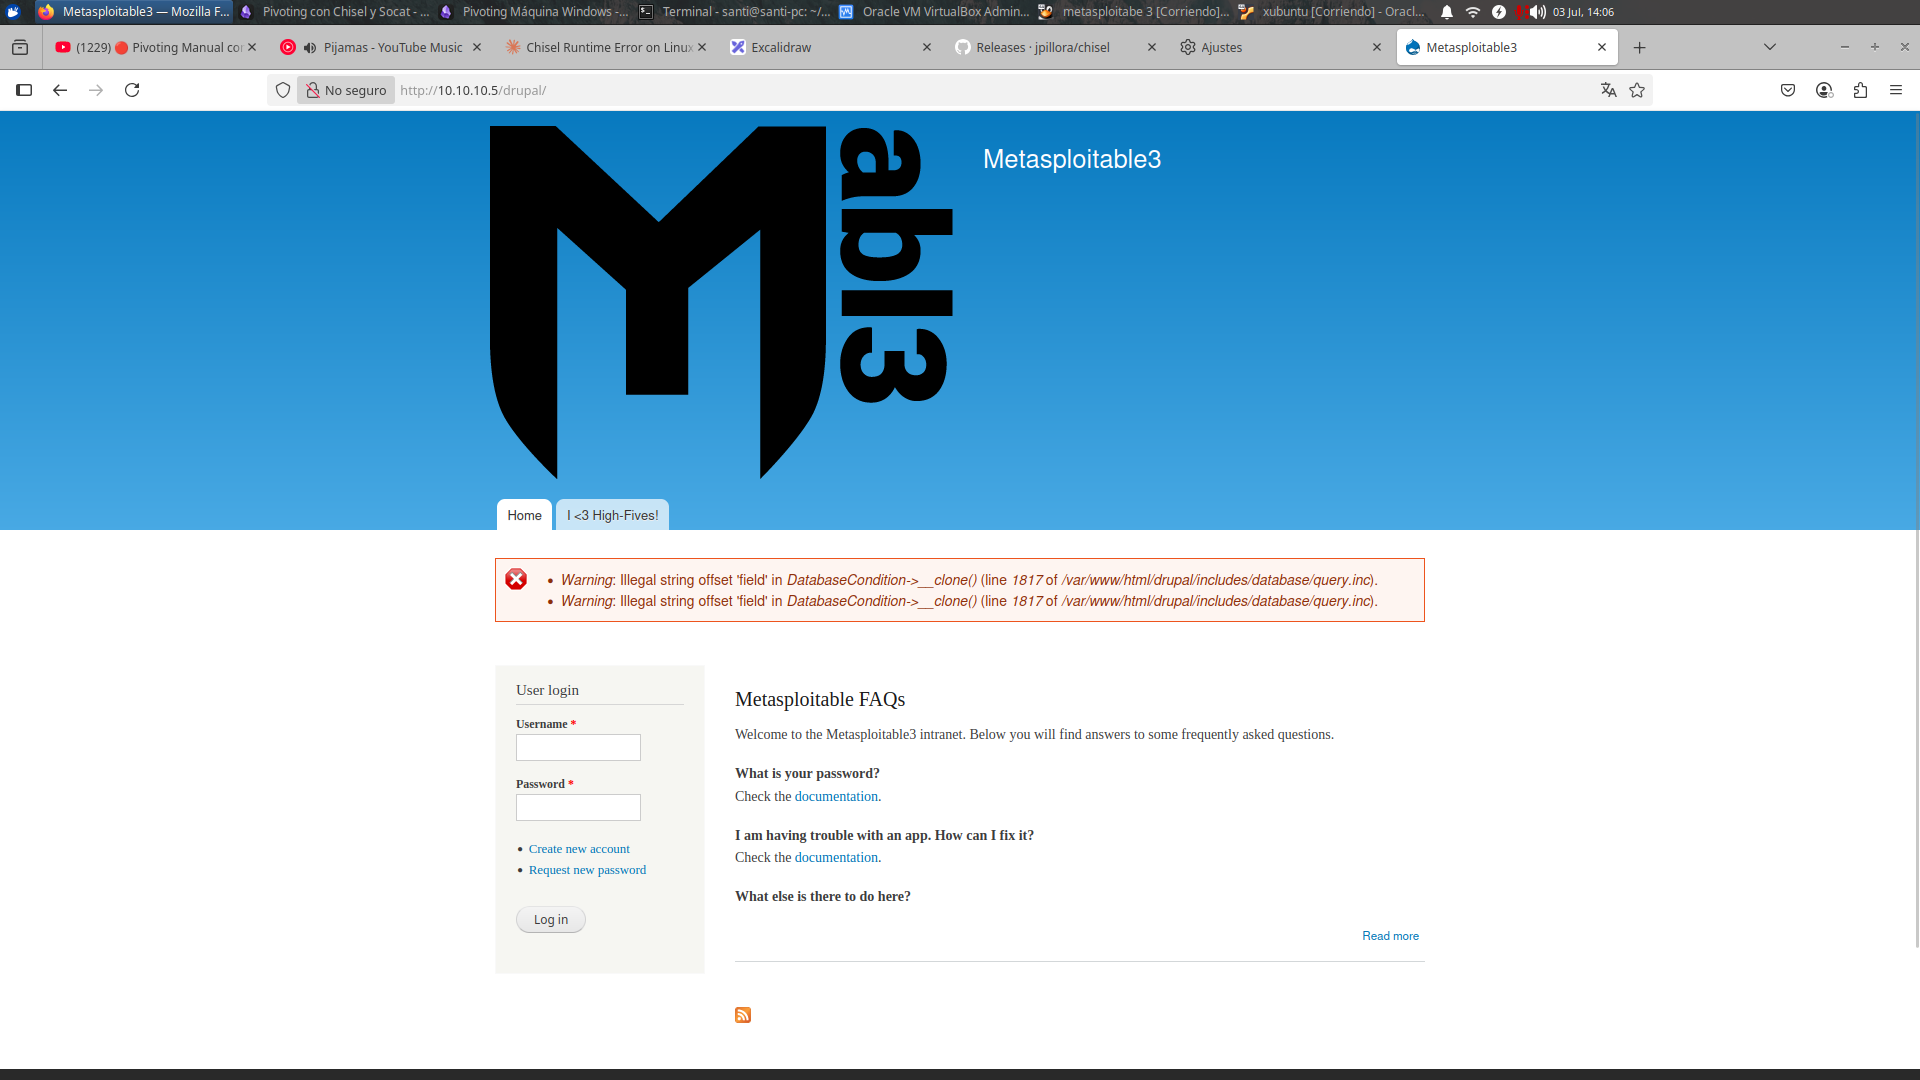 Metasploitable3 — Mozilla F... Pivoting con Chisel y Socat - ... Pivoting Máquina Windows -... Terminal - santi@santi-pc: ~/... Oracle VM VirtualBox Admin... metasploitabe 3 [Corriendo]... xubuntu [Corriendo] - Oracl... 03 Jul, 14:06
(1229) 🔴 Pivoting Manual co Pijamas - YouTube Music Chisel Runtime Error on Linux Excalidraw Releases · jpillora/chisel Ajustes Metasploitable3
No seguro http://10.10.10.5/drupal/
M
abl3
Metasploitable3
Home I <3 High-Fives!
• Warning: Illegal string offset 'field' in DatabaseCondition->__clone() (line 1817 of /var/www/html/drupal/includes/database/query.inc).
• Warning: Illegal string offset 'field' in DatabaseCondition->__clone() (line 1817 of /var/www/html/drupal/includes/database/query.inc).
User login
Username *
Password *
• Create new account
• Request new password
Log in
Metasploitable FAQs
Welcome to the Metasploitable3 intranet. Below you will find answers to some frequently asked questions.
What is your password?
Check the documentation.
I am having trouble with an app. How can I fix it?
Check the documentation.
What else is there to do here?
Read more